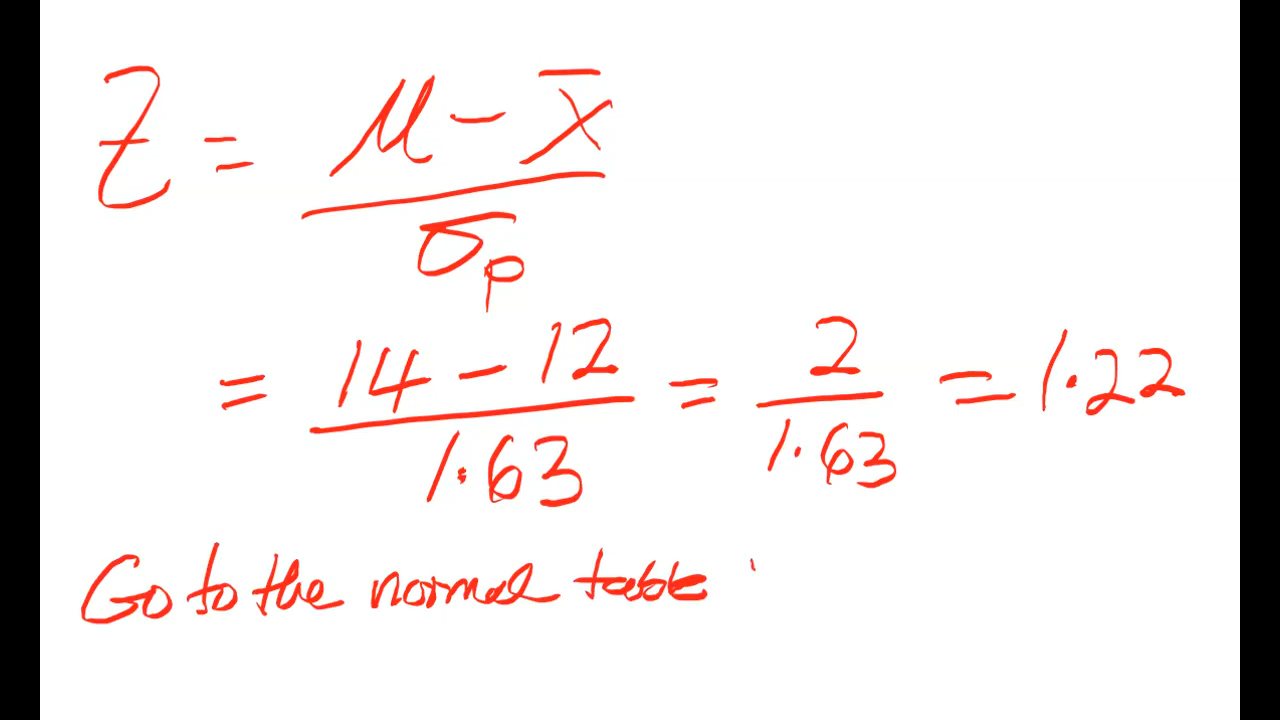 Z = μ - x̄ / σp
= 14 - 12 / 1.63 = 2 / 1.63 = 1.22
Go to the normal table